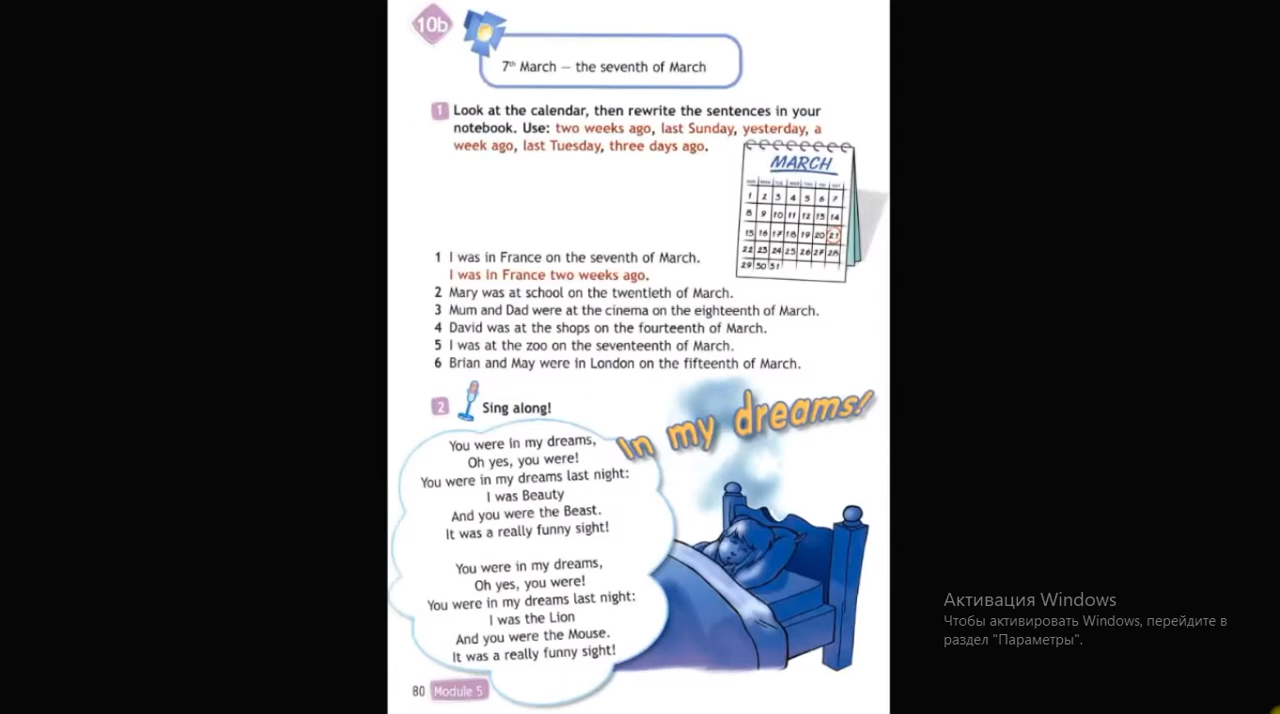 10b
7th March – the seventh of March
1 Look at the calendar, then rewrite the sentences in your
notebook. Use: two weeks ago, last Sunday, yesterday, a
week ago, last Tuesday, three days ago.
MARCH
1 2 3 4 5 6 7
8 9 10 11 12 13 14
15 16 17 18 19 20 21
22 23 24 25 26 27 28
29 30 31
1 I was in France on the seventh of March.
I was in France two weeks ago.
2 Mary was at school on the twentieth of March.
3 Mum and Dad were at the cinema on the eighteenth of March.
4 David was at the shops on the fourteenth of March.
5 I was at the zoo on the seventeenth of March.
6 Brian and May were in London on the fifteenth of March.
2 Sing along!
In my dreams!
You were in my dreams,
Oh yes, you were!
You were in my dreams last night:
I was Beauty
And you were the Beast.
It was a really funny sight!
You were in my dreams,
Oh yes, you were!
You were in my dreams last night:
I was the Lion
And you were the Mouse.
It was a really funny sight!
80 Module 5
Активация Windows
Чтобы активировать Windows, перейдите в
раздел "Параметры".